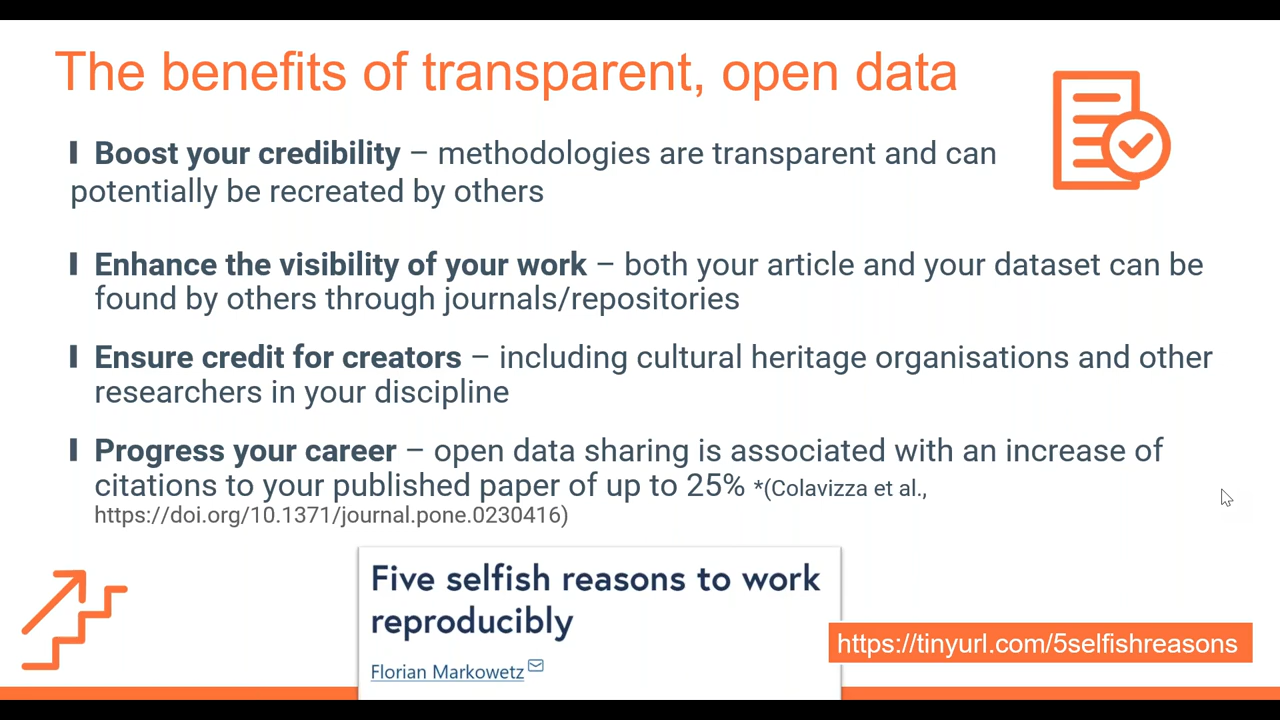 The benefits of transparent, open data
Boost your credibility – methodologies are transparent and can
potentially be recreated by others
Enhance the visibility of your work – both your article and your dataset can be
found by others through journals/repositories
Ensure credit for creators – including cultural heritage organisations and other
researchers in your discipline
Progress your career – open data sharing is associated with an increase of
citations to your published paper of up to 25% *(Colavizza et al.,
https://doi.org/10.1371/journal.pone.0230416)
Five selfish reasons to work
reproducibly
Florian Markowetz
https://tinyurl.com/5selfishreasons